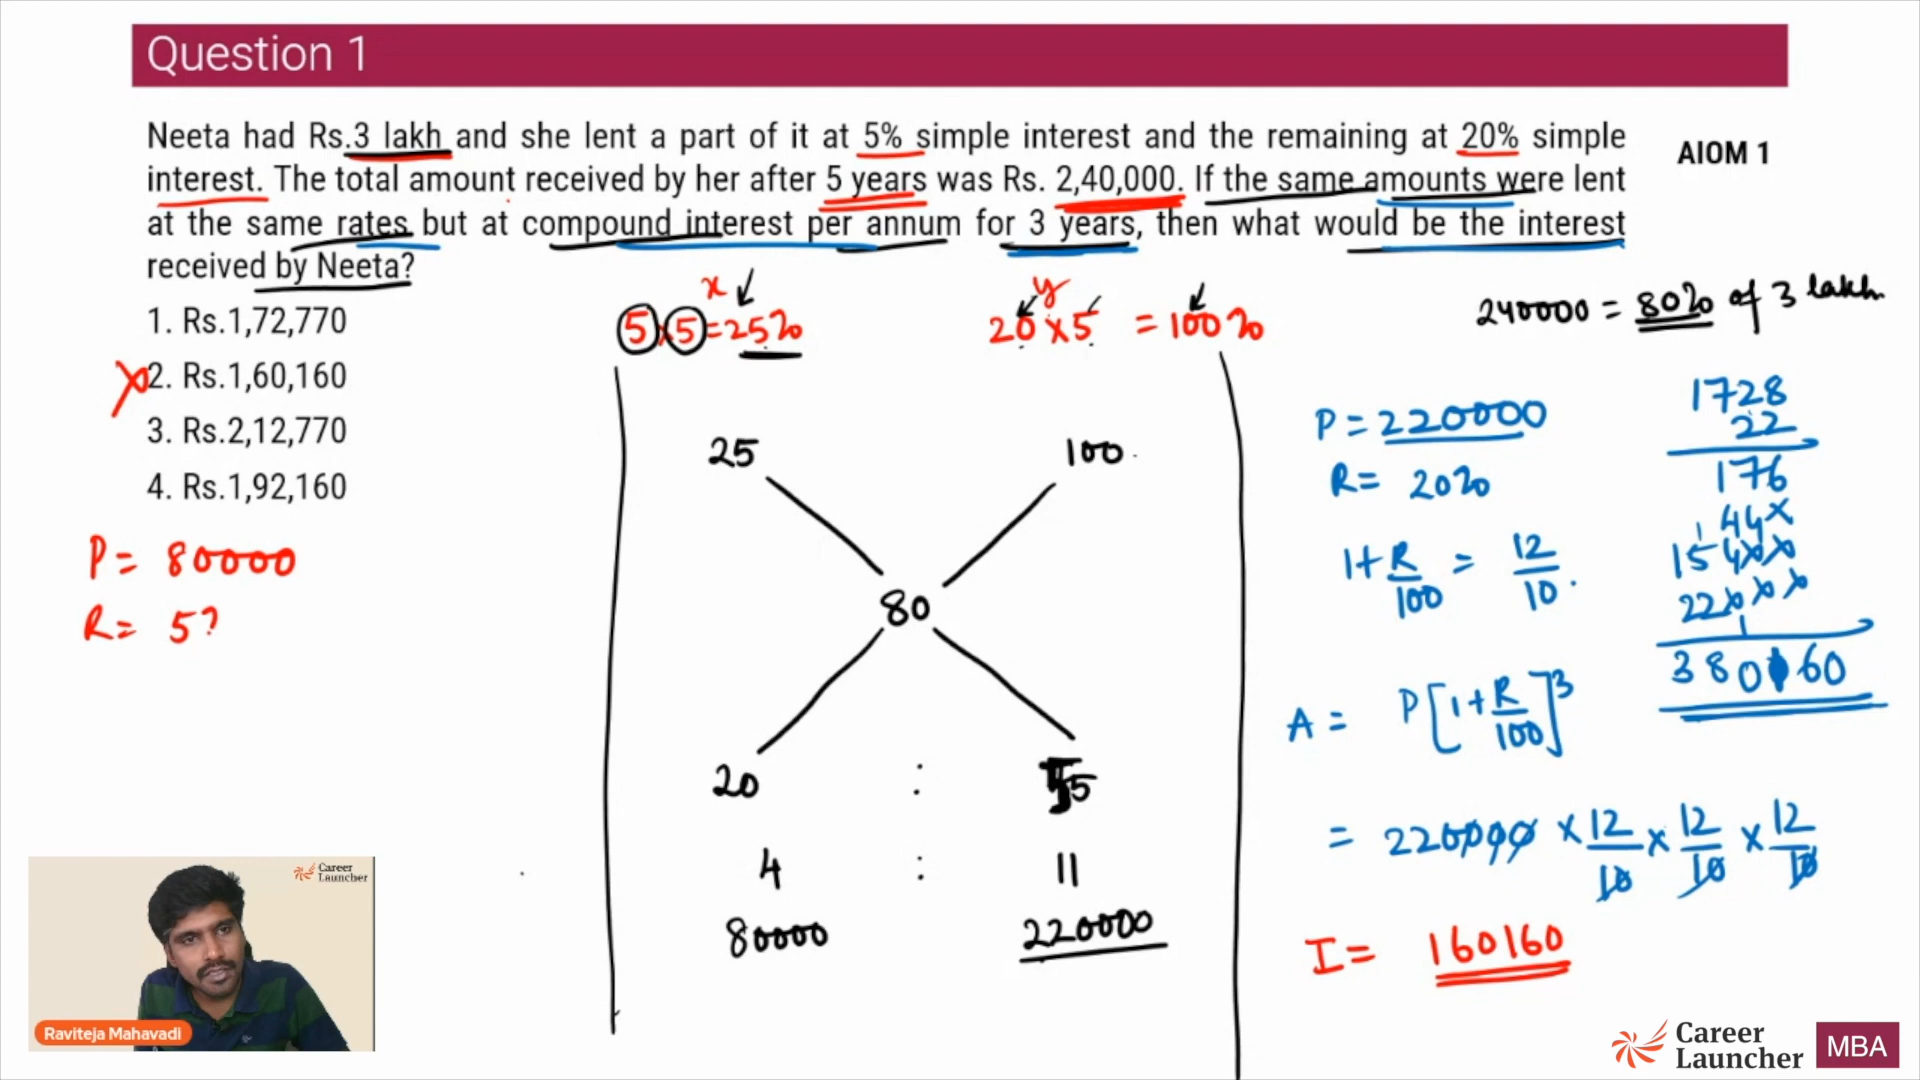 Question 1
Neeta had Rs.3 lakh and she lent a part of it at 5% simple interest and the remaining at 20% simple
interest. The total amount received by her after 5 years was Rs. 2,40,000. If the same amounts were lent
at the same rates but at compound interest per annum for 3 years, then what would be the interest
received by Neeta?
AIOM 1
1. Rs.1,72,770
2. Rs.1,60,160
3. Rs.2,12,770
4. Rs.1,92,160
P = 80000
R = 5?
x
5 x 5 = 25%
y
20 x 5 = 100%
25 100
80
20 : 55
4 : 11
80000 220000
240000 = 80% of 3 lakh
P = 220000
R = 20%
1+R/100 = 12/10
A = P[1+R/100]3
= 220000 x 12/10 x 12/10 x 12/10
I = 160160
1728
22
176
44x
154xx
22xxx
380160
Career
Launcher
Raviteja Mahavadi
Career
Launcher
MBA